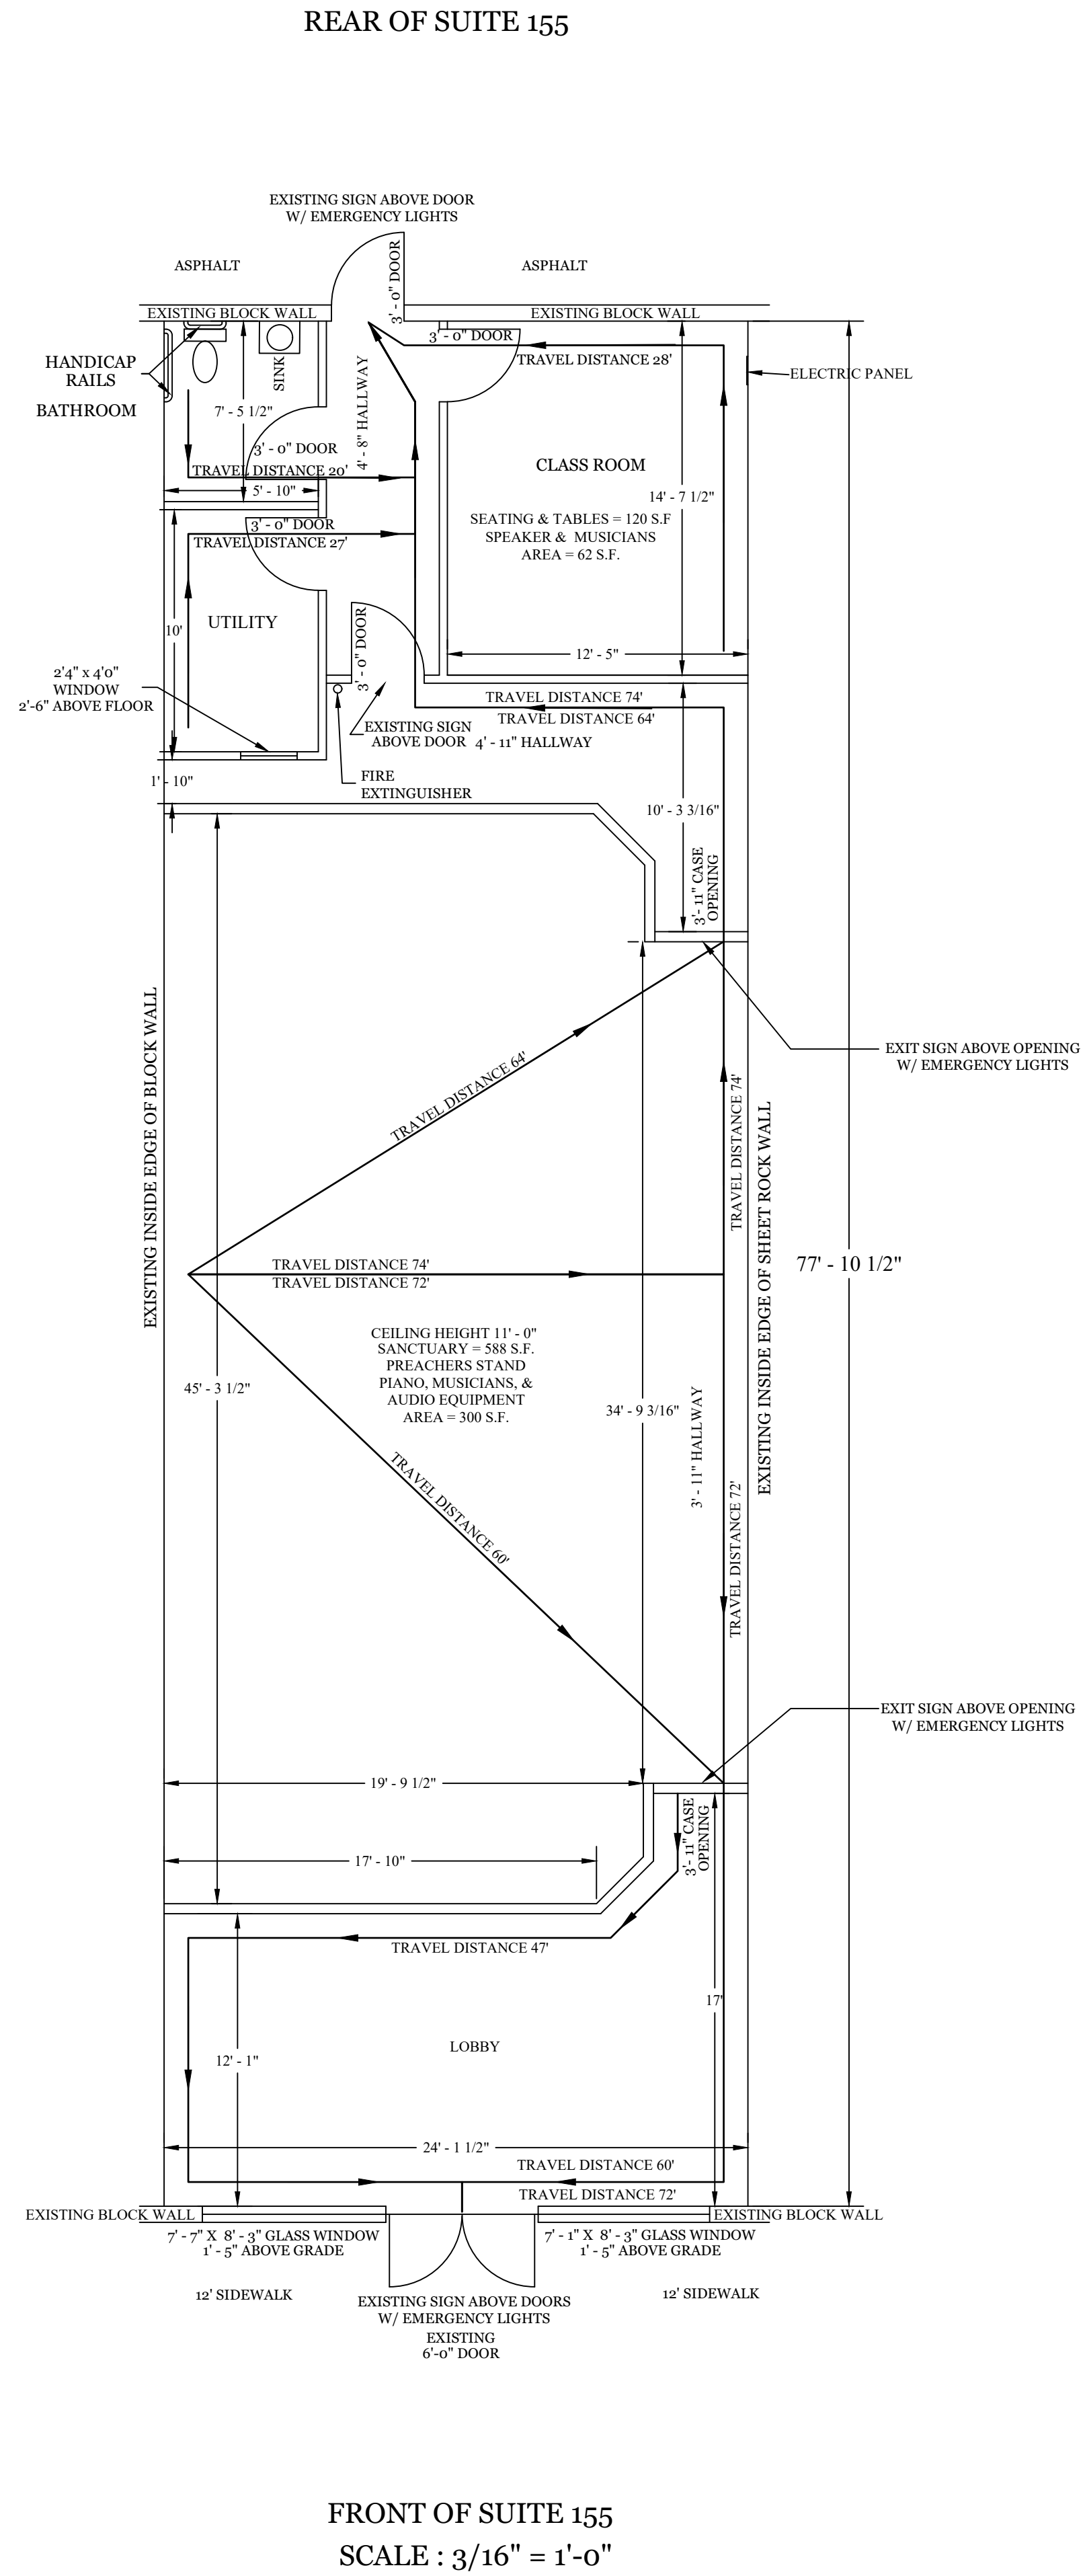 REAR OF SUITE 155
EXISTING SIGN ABOVE DOOR
W/ EMERGENCY LIGHTS
ASPHALT
3' - 0" DOOR
ASPHALT
EXISTING BLOCK WALL
EXISTING BLOCK WALL
3' - 0" DOOR
TRAVEL DISTANCE 28'
HANDICAP
RAILS
SINK
ELECTRIC PANEL
BATHROOM
7' - 5 1/2"
4' - 8" HALLWAY
3' - 0" DOOR
CLASS ROOM
TRAVEL DISTANCE 20'
5' - 10"
14' - 7 1/2"
SEATING & TABLES = 120 S.F
SPEAKER & MUSICIANS
AREA = 62 S.F.
3' - 0" DOOR
TRAVEL DISTANCE 27'
UTILITY
10'
3' - 0" DOOR
12' - 5"
2'4" x 4'0"
WINDOW
2'-6" ABOVE FLOOR
TRAVEL DISTANCE 74'
TRAVEL DISTANCE 64'
EXISTING SIGN
ABOVE DOOR
4' - 11" HALLWAY
1' - 10"
FIRE
EXTINGUISHER
10' - 3 3/16"
3'- 11" CASE
OPENING
EXISTING INSIDE EDGE OF BLOCK WALL
EXIT SIGN ABOVE OPENING
W/ EMERGENCY LIGHTS
TRAVEL DISTANCE 64'
TRAVEL DISTANCE 74'
EXISTING INSIDE EDGE OF SHEET ROCK WALL
TRAVEL DISTANCE 74'
TRAVEL DISTANCE 72'
77' - 10 1/2"
CEILING HEIGHT 11' - 0"
SANCTUARY = 588 S.F.
PREACHERS STAND
PIANO, MUSICIANS, &
AUDIO EQUIPMENT
AREA = 300 S.F.
45' - 3 1/2"
34' - 9 3/16"
3' - 11" HALLWAY
TRAVEL DISTANCE 60'
TRAVEL DISTANCE 72'
EXIT SIGN ABOVE OPENING
W/ EMERGENCY LIGHTS
19' - 9 1/2"
3'- 11" CASE
OPENING
17' - 10"
TRAVEL DISTANCE 47'
17'
LOBBY
12' - 1"
24' - 1 1/2"
TRAVEL DISTANCE 60'
TRAVEL DISTANCE 72'
EXISTING BLOCK WALL
EXISTING BLOCK WALL
7' - 7" X 8' - 3" GLASS WINDOW
1' - 5" ABOVE GRADE
7' - 1" X 8' - 3" GLASS WINDOW
1' - 5" ABOVE GRADE
12' SIDEWALK
12' SIDEWALK
EXISTING SIGN ABOVE DOORS
W/ EMERGENCY LIGHTS
EXISTING
6'-0" DOOR
FRONT OF SUITE 155
SCALE : 3/16" = 1'-0"